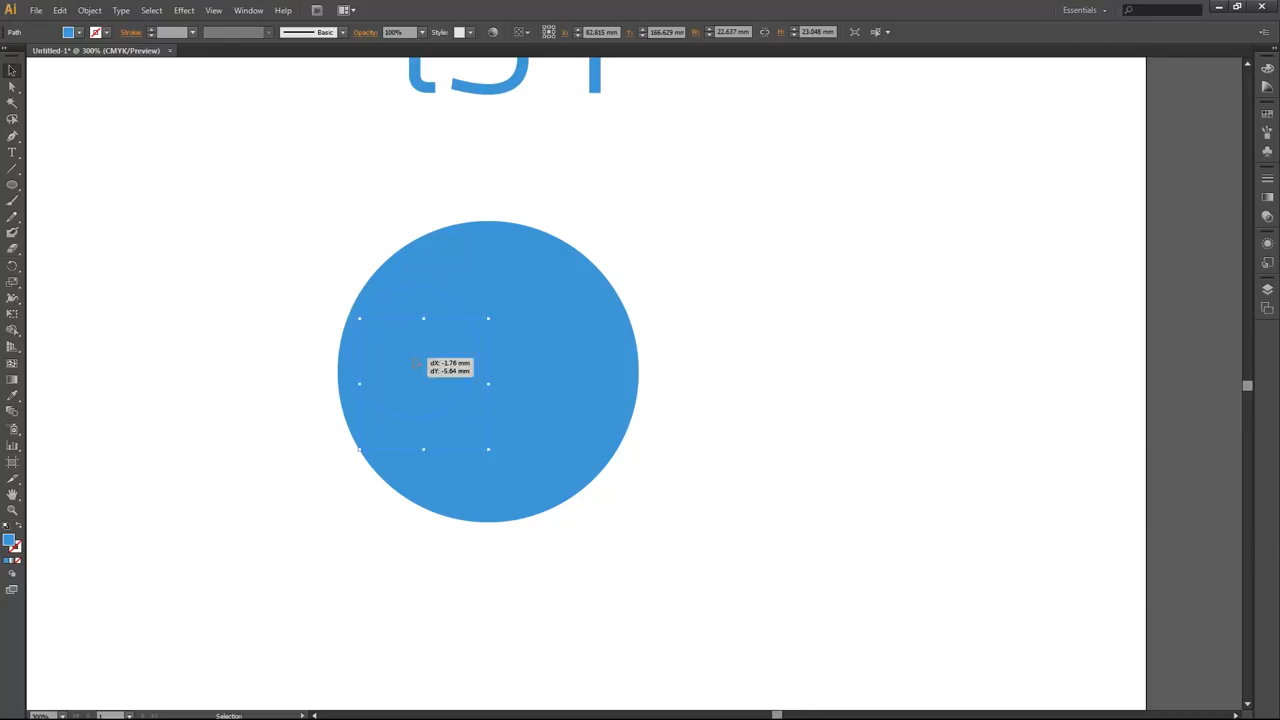 Ai File Edit Object Type Select Effect View Window Help Br Essentials
Path Stroke: Basic Opacity: 100% Style: X: 82.815 mm Y: 166.629 mm W: 22.637 mm H: 23.048 mm
Untitled-1* @ 300% (CMYK/Preview) ×
dX: -1.76 mm
dY: -5.64 mm
300% Selection